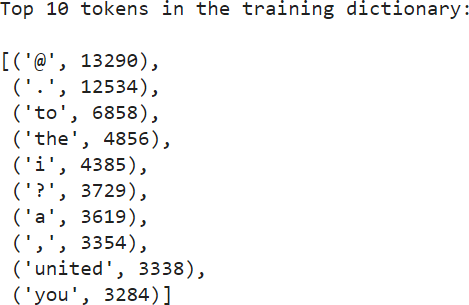 Top 10 tokens in the training dictionary:
[('@', 13290),
('.', 12534),
('to', 6858),
('the', 4856),
('i', 4385),
('?', 3729),
('a', 3619),
(',', 3354),
('united', 3338),
('you', 3284)]